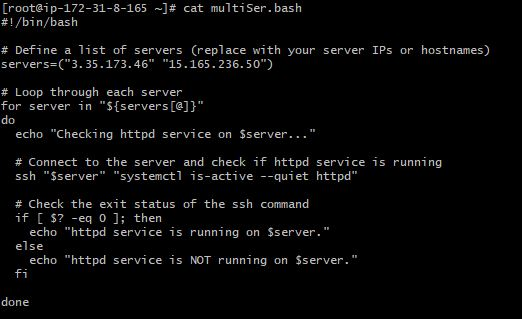 [root@ip-172-31-8-165 ~]# cat multiSer.bash
#!/bin/bash
# Define a list of servers (replace with your server IPs or hostnames)
servers=("3.35.173.46" "15.165.236.50")
# Loop through each server
for server in "${servers[@]}"
do
  echo "Checking httpd service on $server..."
  # Connect to the server and check if httpd service is running
  ssh "$server" "systemctl is-active --quiet httpd"
  # Check the exit status of the ssh command
  if [ $? -eq 0 ]; then
    echo "httpd service is running on $server."
  else
    echo "httpd service is NOT running on $server."
  fi
done